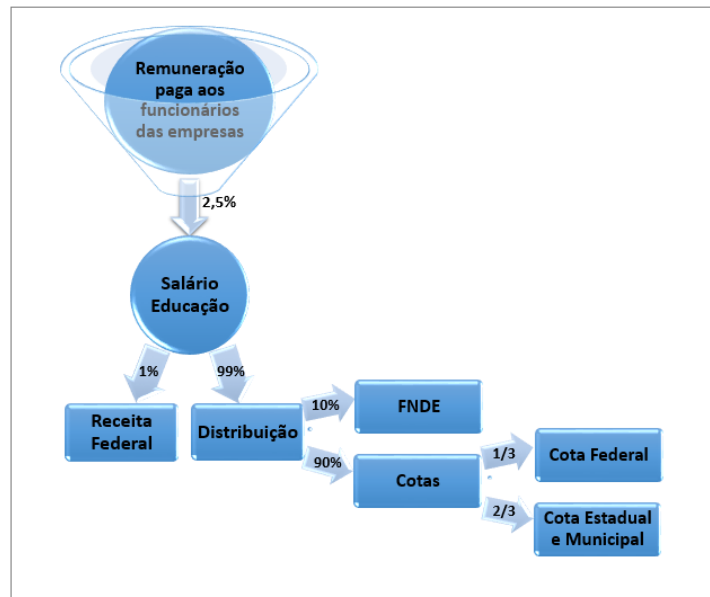 Remuneração
paga aos
funcionários
das empresas
2,5%
Salário
Educação
1%
99%
Receita
Federal
Distribuição
10%
FNDE
90%
Cotas
1/3
Cota Federal
2/3
Cota Estadual
e Municipal